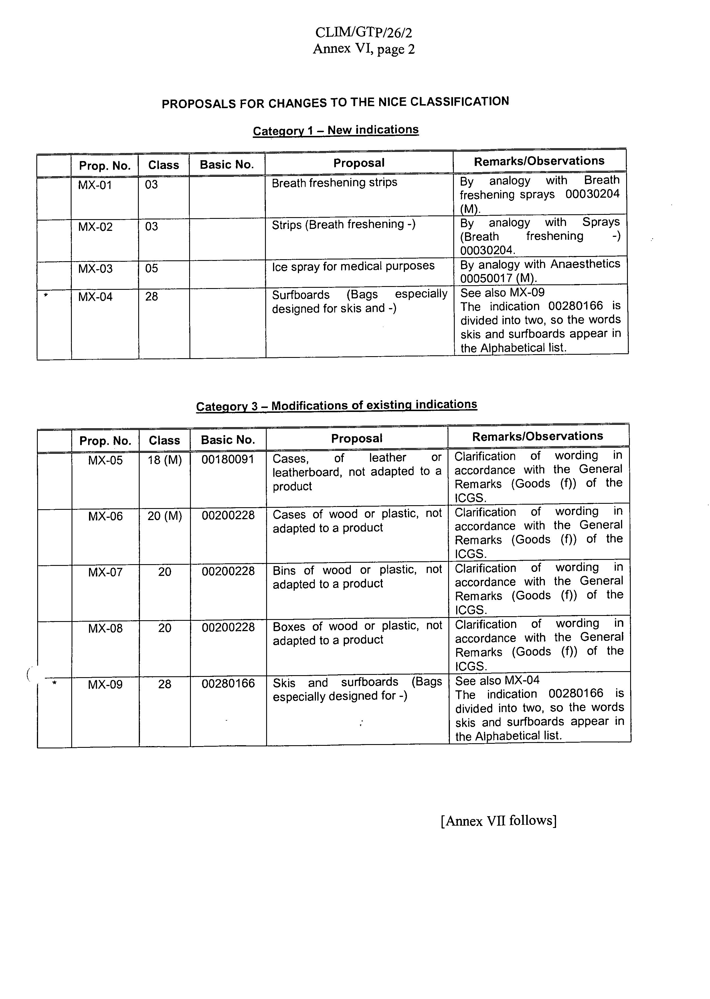 CLIM/GTP/26/2
Annex VI, page 2
PROPOSALS FOR CHANGES TO THE NICE CLASSIFICATION
Category 1 – New indications
Prop. No. Class Basic No. Proposal Remarks/Observations
MX-01 03 Breath freshening strips By analogy with Breath
freshening sprays 00030204
(M).
MX-02 03 Strips (Breath freshening -) By analogy with Sprays
(Breath freshening -)
00030204.
MX-03 05 Ice spray for medical purposes By analogy with Anaesthetics
00050017 (M).
* MX-04 28 Surfboards (Bags especially See also MX-09
designed for skis and -) The indication 00280166 is
divided into two, so the words
skis and surfboards appear in
the Alphabetical list.
Category 3 – Modifications of existing indications
Prop. No. Class Basic No. Proposal Remarks/Observations
MX-05 18 (M) 00180091 Cases, of leather or Clarification of wording in
leatherboard, not adapted to a accordance with the General
product Remarks (Goods (f)) of the
ICGS.
MX-06 20 (M) 00200228 Cases of wood or plastic, not Clarification of wording in
adapted to a product accordance with the General
Remarks (Goods (f)) of the
ICGS.
MX-07 20 00200228 Bins of wood or plastic, not Clarification of wording in
adapted to a product accordance with the General
Remarks (Goods (f)) of the
ICGS.
MX-08 20 00200228 Boxes of wood or plastic, not Clarification of wording in
adapted to a product accordance with the General
Remarks (Goods (f)) of the
ICGS.
* MX-09 28 00280166 Skis and surfboards (Bags See also MX-04
especially designed for -) The indication 00280166 is
divided into two, so the words
skis and surfboards appear in
the Alphabetical list.
[Annex VII follows]